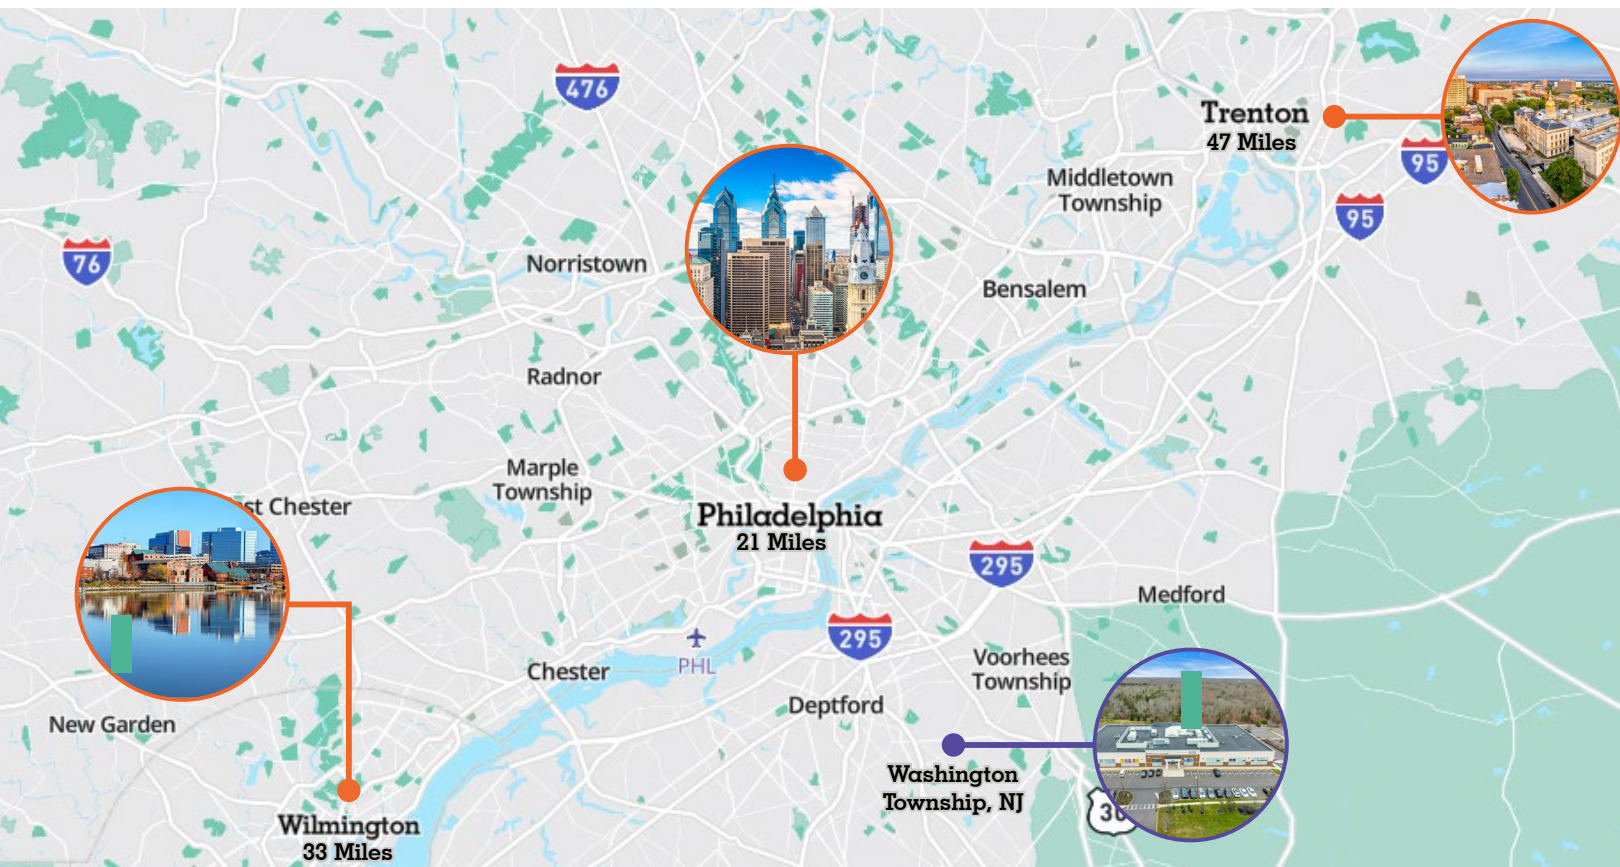 476
Trenton
47 Miles
95
Middletown
Township
95
76
Norristown
Bensalem
Radnor
Marple
Township
st Chester
Philadelphia
21 Miles
295
Medford
295
PHL
Chester
Voorhees
Township
Deptford
New Garden
Washington
Township, NJ
30
Wilmington
33 Miles